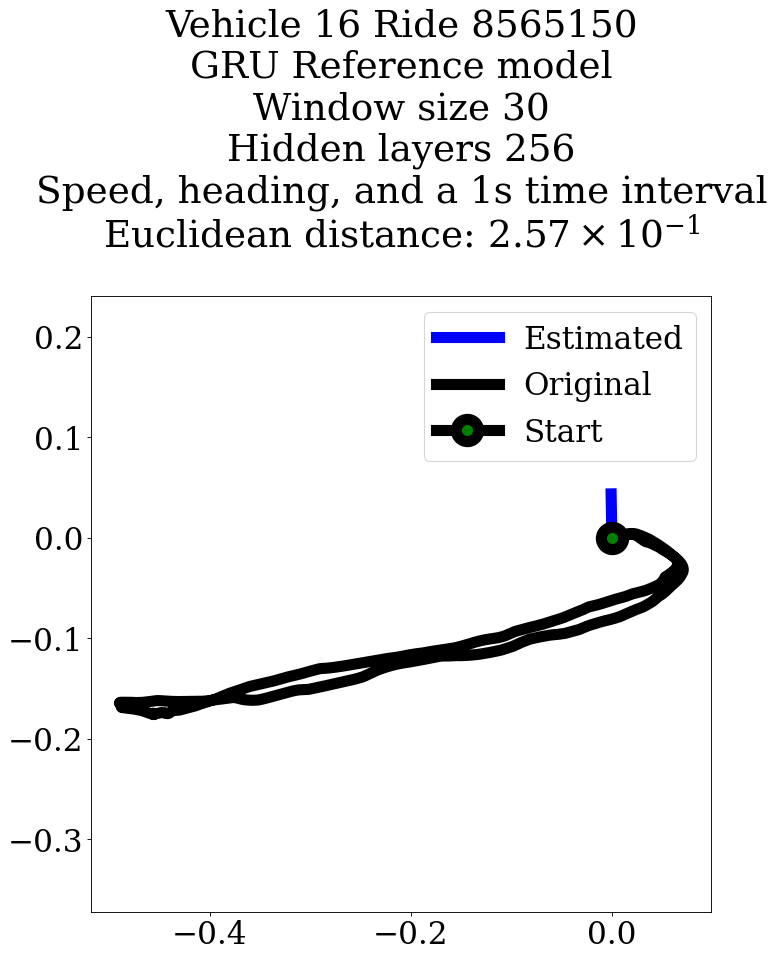 Vehicle 16 Ride 8565150
GRU Reference model
Window size 30
Hidden layers 256
Speed, heading, and a 1s time interval
Euclidean distance: 2.57 × 10⁻¹
Estimated
Original
Start
0.2
0.1
0.0
−0.1
−0.2
−0.3
−0.4
−0.2
0.0